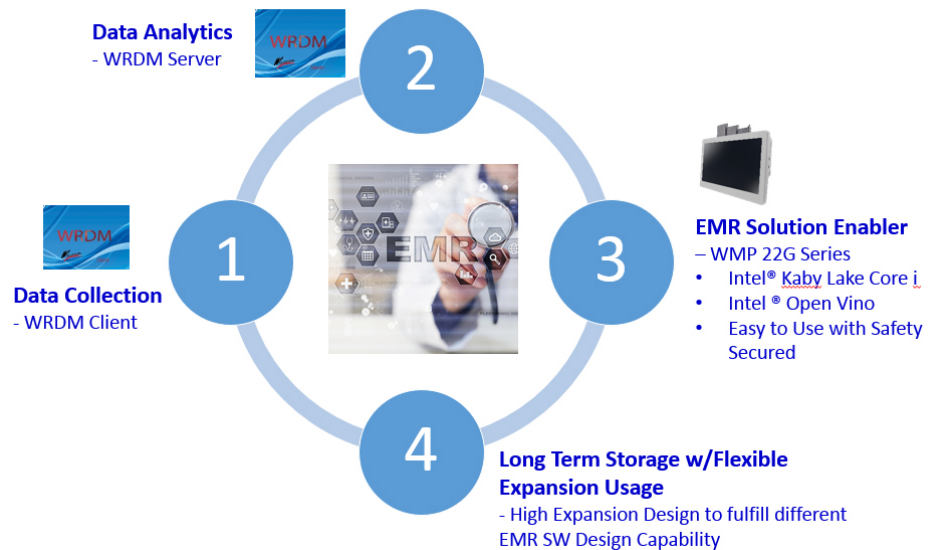 Data Analytics
- WRDM Server
WRDM
2
WRDM
1
Data Collection
- WRDM Client
EMR
3
EMR Solution Enabler
– WMP 22G Series
• Intel® Kaby Lake Core i
• Intel ® Open Vino
• Easy to Use with Safety
Secured
4
Long Term Storage w/Flexible
Expansion Usage
- High Expansion Design to fulfill different
EMR SW Design Capability